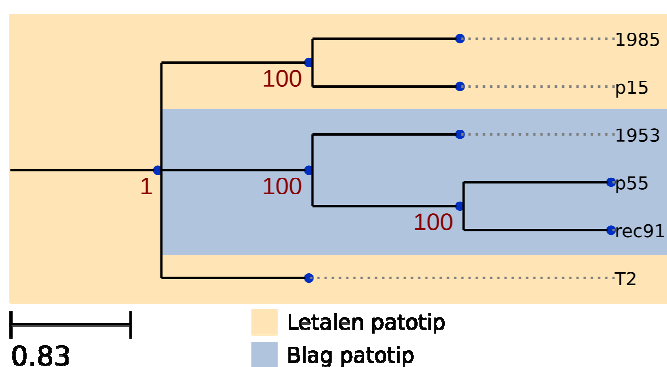 1985
100
p15
1953
1
100
p55
100
rec91
T2
Letalen patotip
0.83
Blag patotip